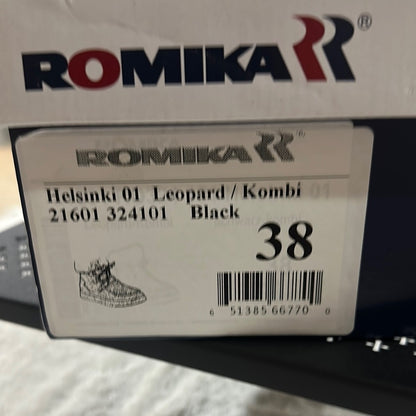 ROMIKA ®
ROMIKA ®
Helsinki 01 Leopard / Kombi
21601 324101 Black
38
6 51385 66770 0